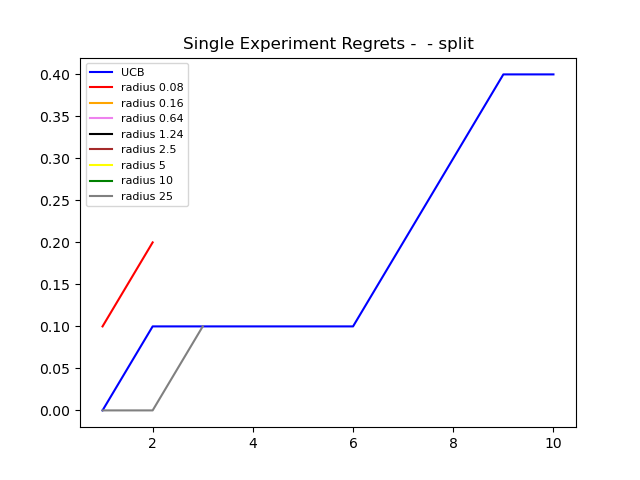 Single Experiment Regrets -  - split
0.40
0.35
0.30
0.25
0.20
0.15
0.10
0.05
0.00
UCB
radius 0.08
radius 0.16
radius 0.64
radius 1.24
radius 2.5
radius 5
radius 10
radius 25
2 4 6 8 10